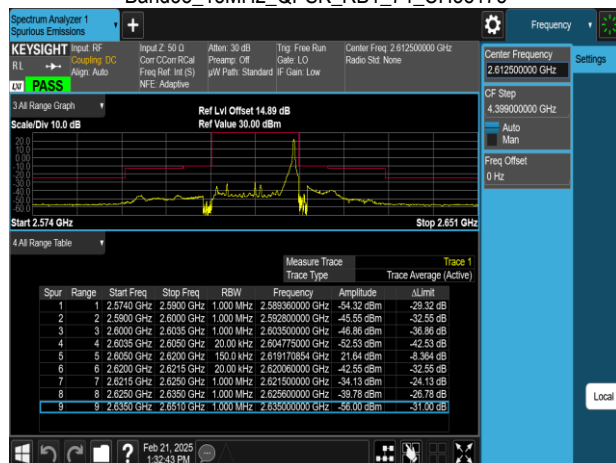 Spectrum Analyzer 1
Spurious Emissions
Frequency
KEYSIGHT
Input: RF
Input Z: 50 Ω
Atten: 30 dB
Trig: Free Run
Center Freq: 2.612500000 GHz
RL
Coupling: DC
Corr CCorr RCal
Preamp: Off
Gate: LO
Radio Std: None
Align: Auto
Freq Ref: Int (S)
µW Path: Standard
IF Gain: Low
NFE: Adaptive
LXI
PASS
Center Frequency
2.612500000 GHz
Settings
CF Step
4.399000000 GHz
Auto
Man
Freq Offset
0 Hz
3 All Range Graph
Scale/Div 10.0 dB
Ref Lvl Offset 14.89 dB
Ref Value 30.00 dBm
20.0
10.0
0.00
-10.0
-20.0
-30.0
-40.0
-50.0
-60.0
Start 2.574 GHz
Stop 2.651 GHz
4 All Range Table
Measure Trace Trace 1
Trace Type Trace Average (Active)
Spur Range Start Freq Stop Freq RBW Frequency Amplitude ΔLimit
1 1 2.5740 GHz 2.5900 GHz 1.000 MHz 2.589360000 GHz -54.32 dBm -29.32 dB
2 2 2.5900 GHz 2.6000 GHz 1.000 MHz 2.592800000 GHz -45.55 dBm -32.55 dB
3 3 2.6000 GHz 2.6035 GHz 1.000 MHz 2.603500000 GHz -46.86 dBm -36.86 dB
4 4 2.6035 GHz 2.6050 GHz 20.00 kHz 2.604775000 GHz -52.53 dBm -42.53 dB
5 5 2.6050 GHz 2.6200 GHz 150.0 kHz 2.619170854 GHz 21.64 dBm -8.364 dB
6 6 2.6200 GHz 2.6215 GHz 20.00 kHz 2.620060000 GHz -42.55 dBm -32.55 dB
7 7 2.6215 GHz 2.6250 GHz 1.000 MHz 2.621500000 GHz -34.13 dBm -24.13 dB
8 8 2.6250 GHz 2.6350 GHz 1.000 MHz 2.625600000 GHz -39.78 dBm -26.78 dB
9 9 2.6350 GHz 2.6510 GHz 1.000 MHz 2.635000000 GHz -56.00 dBm -31.00 dB
Local
Feb 21, 2025
1:32:43 PM